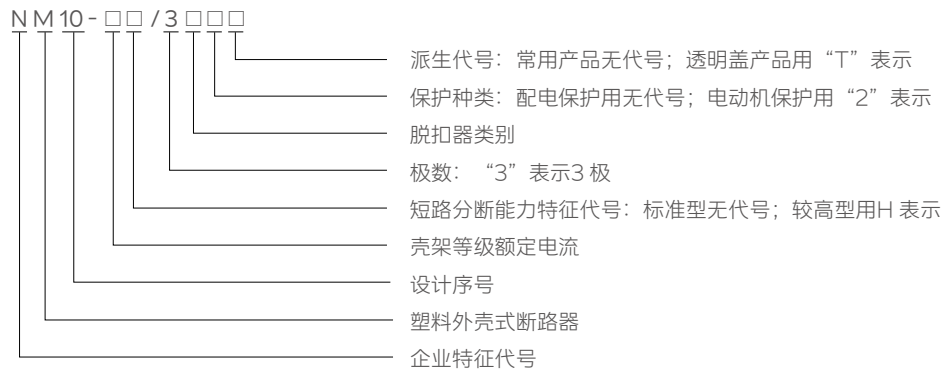 NM10-□□/3□□□
派生代号：常用产品无代号；透明盖产品用“T”表示
保护种类：配电保护用无代号；电动机保护用“2”表示
脱扣器类别
极数： “3”表示3 极
短路分断能力特征代号：标准型无代号；较高型用H 表示
壳架等级额定电流
设计序号
塑料外壳式断路器
企业特征代号